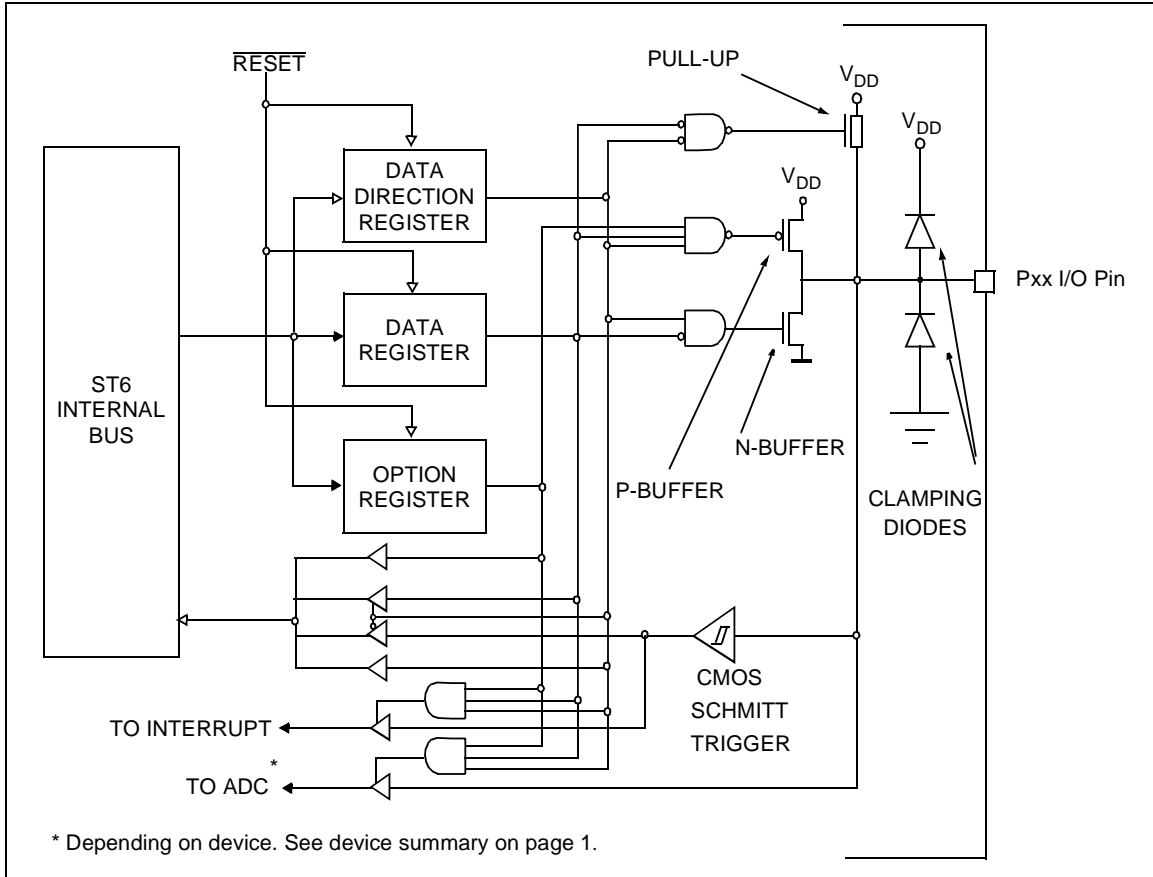 RESET
PULL-UP
VDD
VDD
DATA
DIRECTION
REGISTER
VDD
Pxx I/O Pin
DATA
REGISTER
ST6
INTERNAL
BUS
N-BUFFER
OPTION
REGISTER
P-BUFFER
CLAMPING
DIODES
CMOS
SCHMITT
TRIGGER
TO INTERRUPT
TO ADC*
* Depending on device. See device summary on page 1.